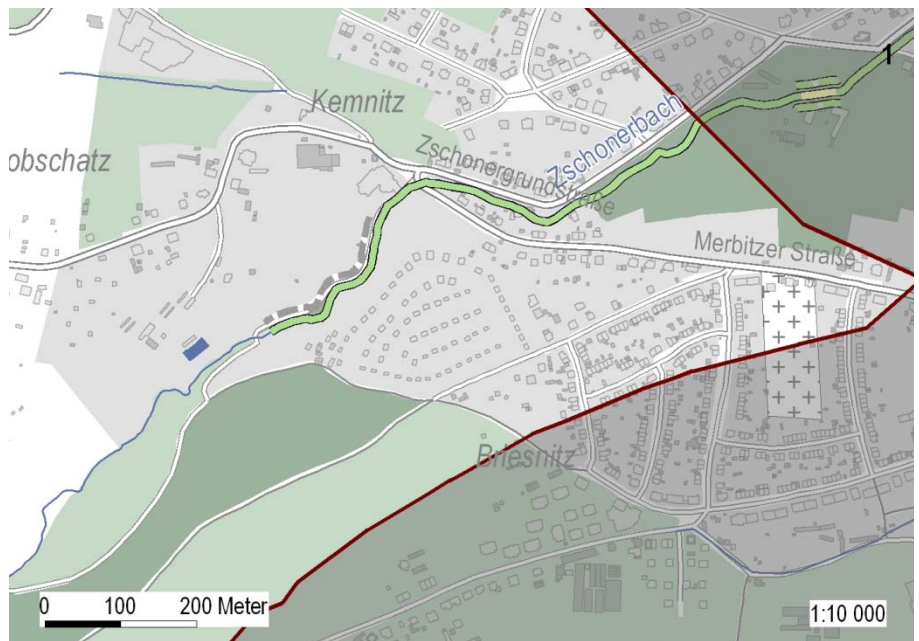 1
Kemnitz
obschatz
Zschonergrundstraße
Zschonerbach
Merbitzer Straße
Briesnitz
0 100 200 Meter
1:10 000